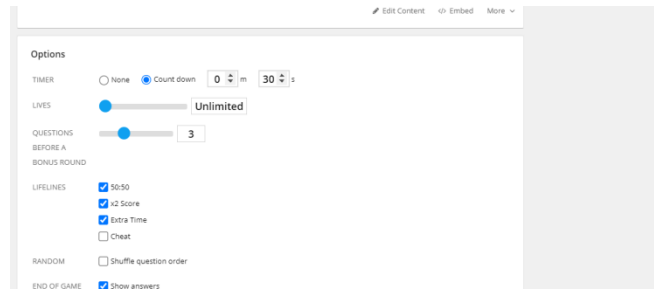 Edit Content </> Embed More
Options
TIMER None Count down 0 m 30 s
LIVES Unlimited
QUESTIONS BEFORE A BONUS ROUND 3
LIFELINES 50:50
x2 Score
Extra Time
Cheat
RANDOM Shuffle question order
END OF GAME Show answers